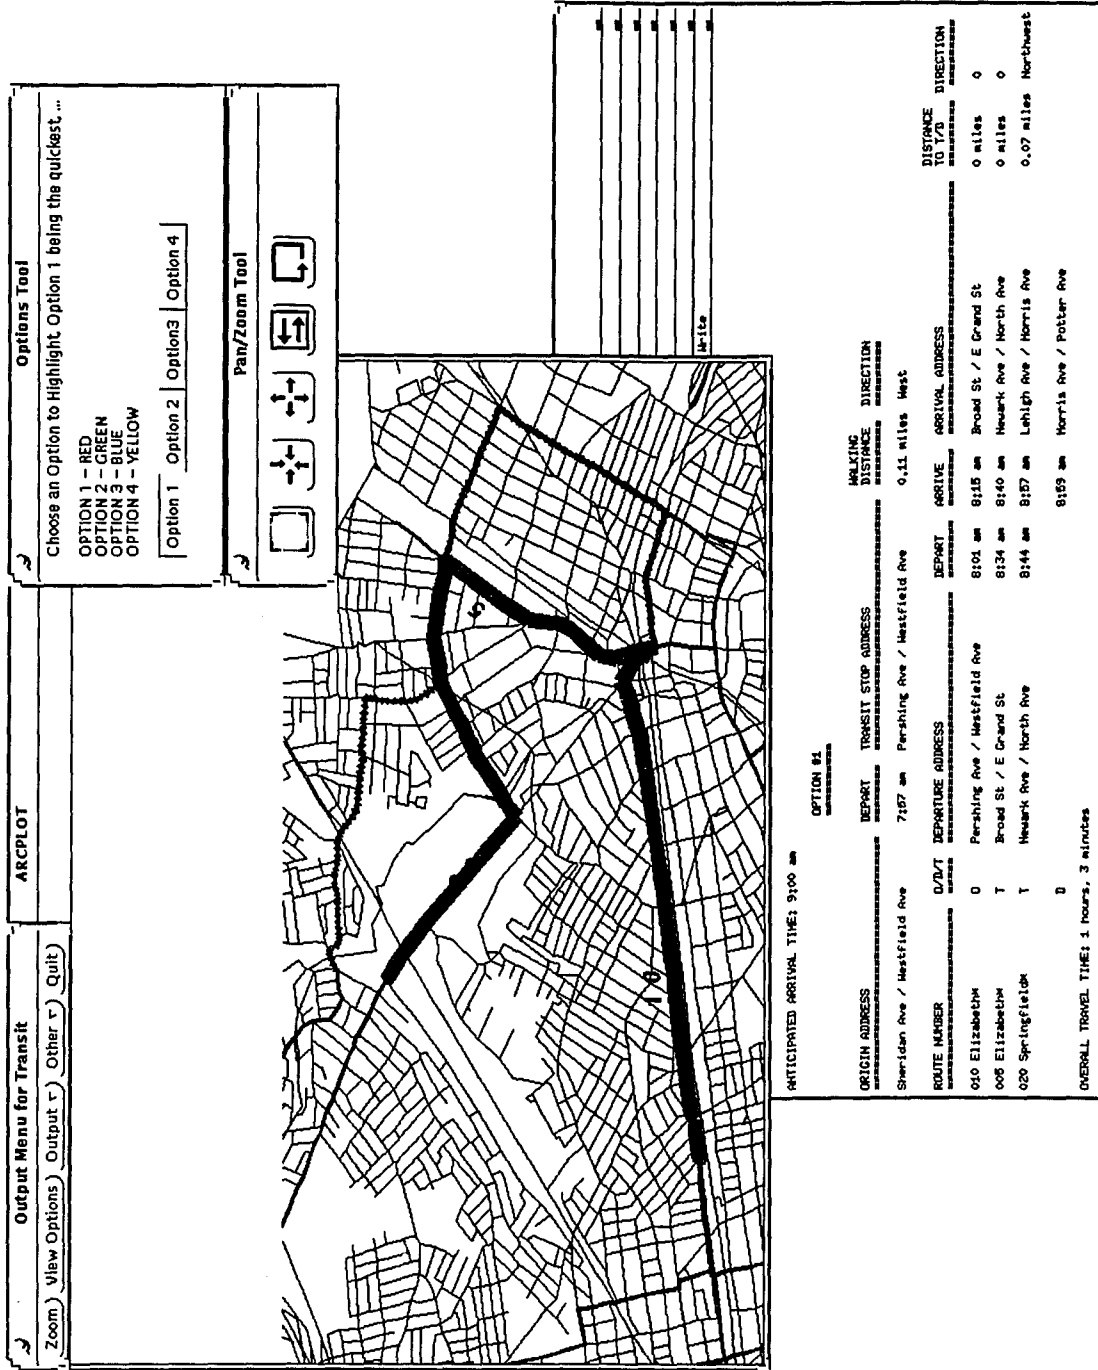 Output Menu for Transit
Zoom) View Options) Output Other Quit)
ARCPLOT
Options Tool
Choose an Option to Highlight Option 1 being the quickest, ...
OPTION 1 - RED
OPTION 2 - GREEN
OPTION 3 - BLUE
OPTION 4 - YELLOW
Option 1 Option 2 Option3 Option 4
Pan/Zoom Tool
5
10
Write
ANTICIPATED ARRIVAL TIME: 9:00 am
OPTION #1
ORIGIN ADDRESS DEPART TRANSIT STOP ADDRESS WALKING DISTANCE DIRECTION
Sheridan Ave / Westfield Ave 7:57 am Pershing Ave / Westfield Ave 0.11 miles West
ROUTE NUMBER O/D/T DEPARTURE ADDRESS DEPART ARRIVE ARRIVAL ADDRESS DISTANCE TO T/D DIRECTION
010 Elizabeth* O Pershing Ave / Westfield Ave 8:01 am 8:15 am Broad St / E Grand St 0 miles 0
005 Elizabeth* T Broad St / E Grand St 8:34 am 8:40 am Newark Ave / North Ave 0 miles 0
020 Springfield* T Newark Ave / North Ave 8:44 am 8:57 am Lehigh Ave / Morris Ave 0.07 miles Northwest
D 8:59 am Morris Ave / Potter Ave
OVERALL TRAVEL TIME: 1 hours, 3 minutes